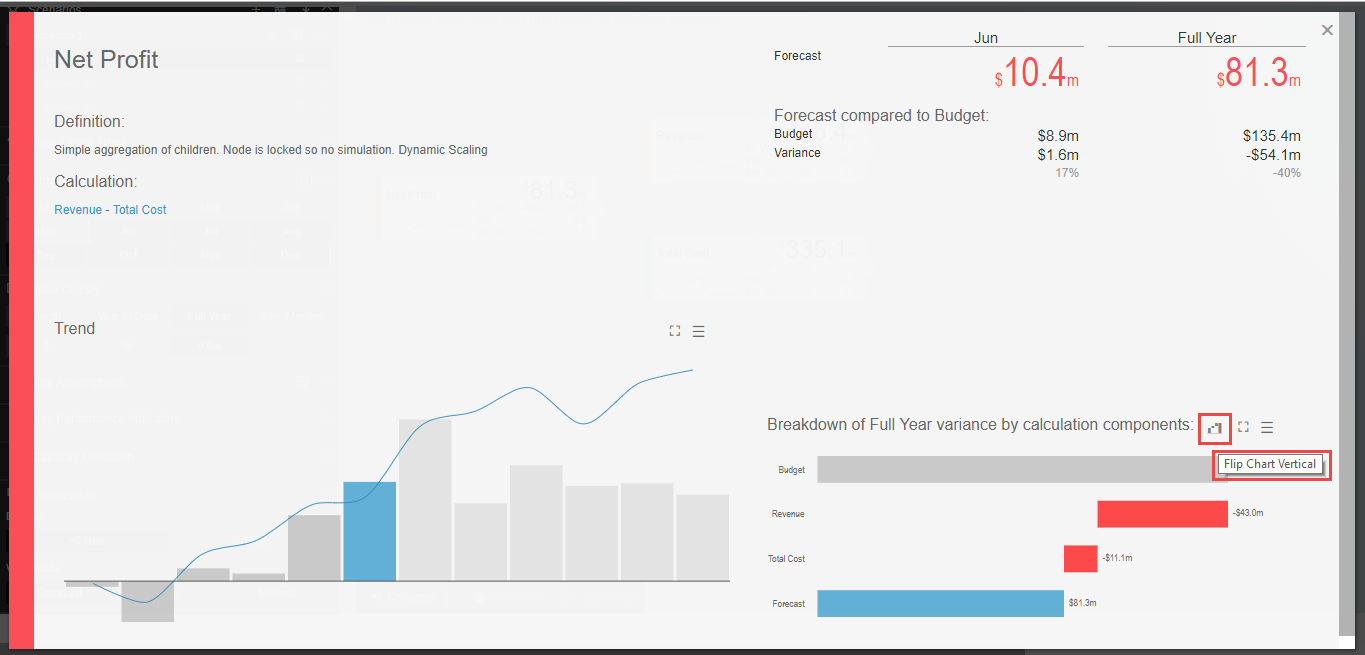 Scenarios
Net Profit
Definition:
Simple aggregation of children. Node is locked so no simulation. Dynamic Scaling
Calculation:
Revenue - Total Cost
Jun
Full Year
Forecast
$10.4m
$81.3m
Forecast compared to Budget:
Budget
$8.9m
$135.4m
Variance
$1.6m
-$54.1m
17%
-40%
Trend
Breakdown of Full Year variance by calculation components:
Flip Chart Vertical
Budget
Revenue
-$43.0m
Total Cost
-$11.1m
Forecast
$81.3m